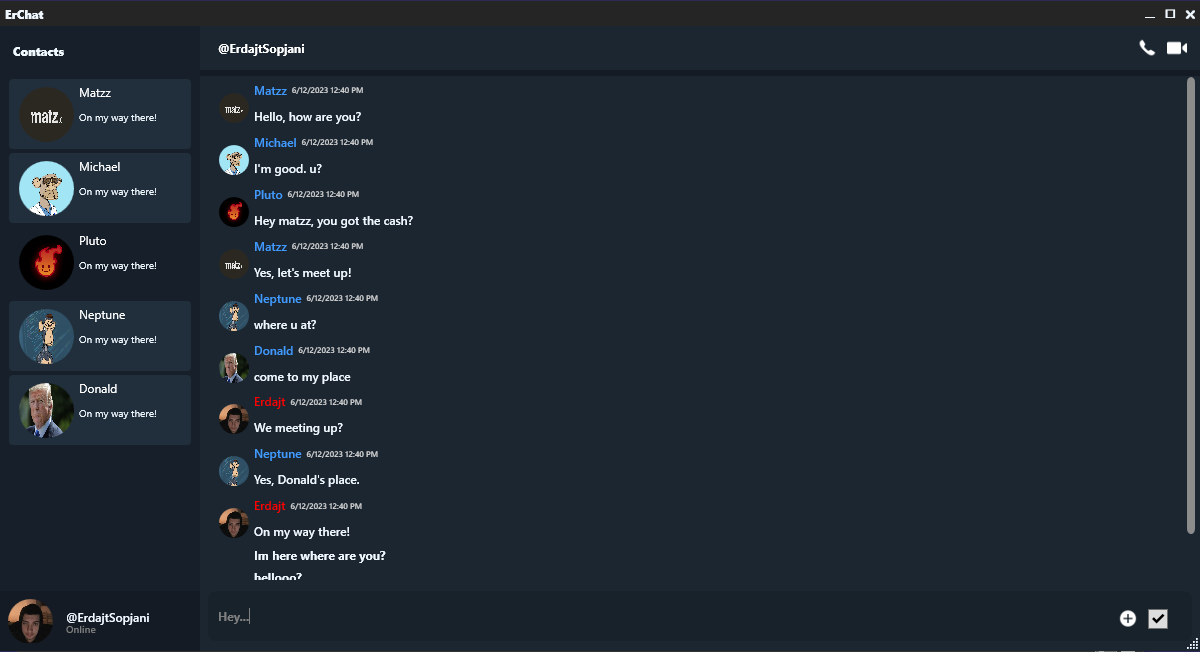 ErChat
Contacts
@ErdajtSopjani
matz.
Matzz
On my way there!
Michael
On my way there!
Pluto
On my way there!
Neptune
On my way there!
Donald
On my way there!
@ErdajtSopjani
Online
matz.
Matzz 6/12/2023 12:40 PM
Hello, how are you?
Michael 6/12/2023 12:40 PM
I'm good. u?
Pluto 6/12/2023 12:40 PM
Hey matzz, you got the cash?
matz.
Matzz 6/12/2023 12:40 PM
Yes, let's meet up!
Neptune 6/12/2023 12:40 PM
where u at?
Donald 6/12/2023 12:40 PM
come to my place
Erdajt 6/12/2023 12:40 PM
We meeting up?
Neptune 6/12/2023 12:40 PM
Yes, Donald's place.
Erdajt 6/12/2023 12:40 PM
On my way there!
Im here where are you?
hellooo?
Hey...